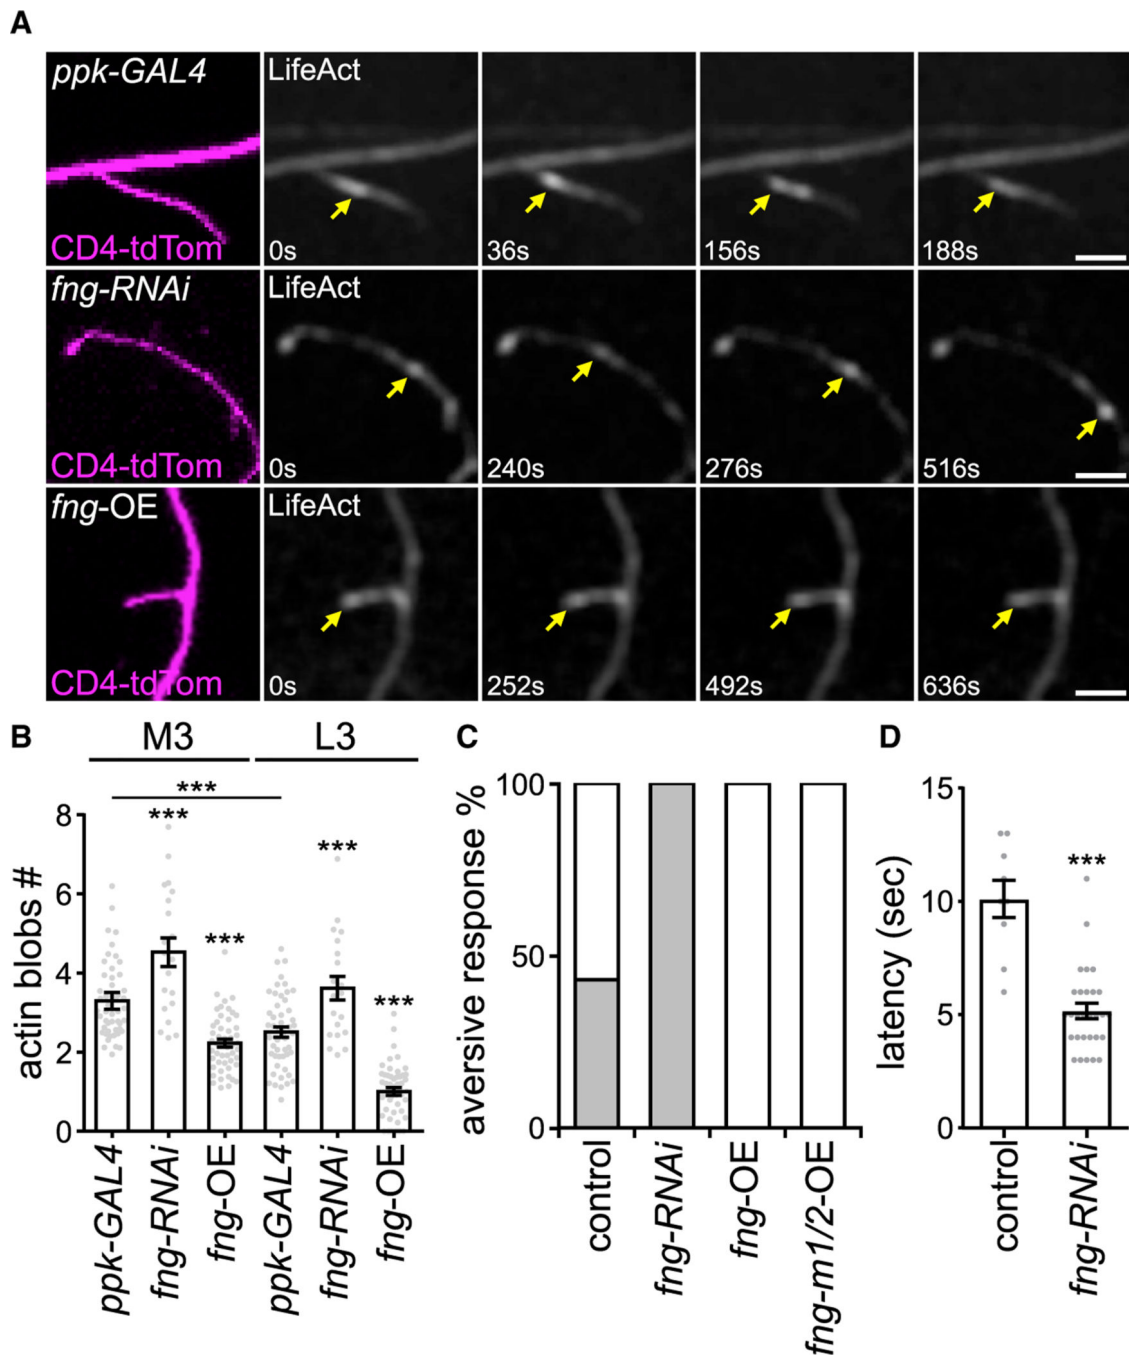 A
ppk-GAL4
LifeAct
CD4-tdTom
0s
36s
156s
188s
fng-RNAi
LifeAct
CD4-tdTom
0s
240s
276s
516s
fng-OE
LifeAct
CD4-tdTom
0s
252s
492s
636s
B
M3
L3
***
***
***
***
***
8
6
4
2
0
actin blobs #
ppk-GAL4
fng-RNAi
fng-OE
ppk-GAL4
fng-RNAi
fng-OE
C
100
50
0
aversive response %
control
fng-RNAi
fng-OE
fng-m1/2-OE
D
15
10
5
0
latency (sec)
***
control
fng-RNAi